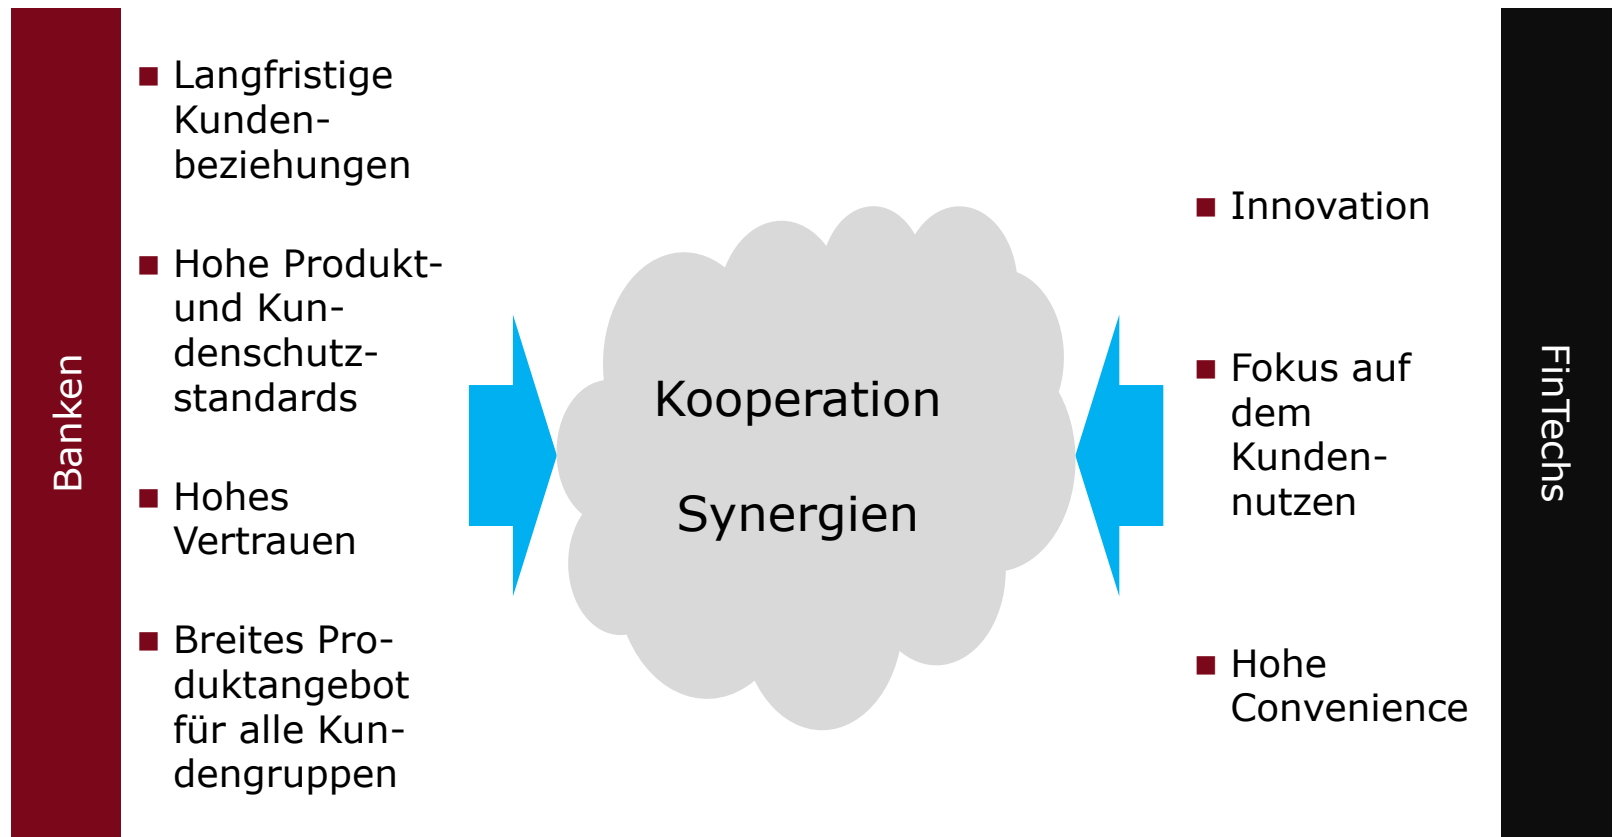 Banken
Langfristige
Kunden-
beziehungen
Hohe Produkt-
und Kun-
denschutz-
standards
Hohes
Vertrauen
Breites Pro-
duktangebot
für alle Kun-
dengruppen
Kooperation
Synergien
Innovation
Fokus auf
dem
Kunden-
nutzen
Hohe
Convenience
FinTechs